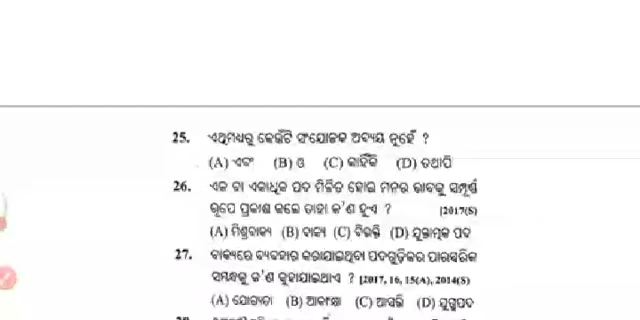 25. ଏଥିମଧ୍ୟରୁ କେଉଁଟି ସଂଯୋଜକ ଅବ୍ୟୟ ନୁହେଁ ?
(A) ଏବଂ (B) ଓ (C) କାହିଁକି (D) ତଥାପି
26. ଏକ ବା ଏକାଧିକ ପଦ ମିଳିତ ହୋଇ ମନର ଭାବକୁ ସମ୍ପୂର୍ଣ୍ଣ
ରୂପେ ପ୍ରକାଶ କଲେ ତାହା କ'ଣ ହୁଏ ? [2017(S)
(A) ମିଶ୍ରବାକ୍ୟ (B) ବାକ୍ୟ (C) ବିଭକ୍ତି (D) ଯୁଗ୍ମାତ୍ମକ ପଦ
27. ବାକ୍ୟରେ ବ୍ୟବହାର କରାଯାଇଥିବା ପଦଗୁଡ଼ିକର ପାରସ୍ପରିକ
ସମ୍ବନ୍ଧକୁ କ'ଣ କୁହାଯାଇଥାଏ ? [2017, 16, 15(A), 2014(S)
(A) ଯୋଗ୍ୟତା (B) ଆକାଂକ୍ଷା (C) ଆସକ୍ତି (D) ଯୁଗ୍ମପଦ